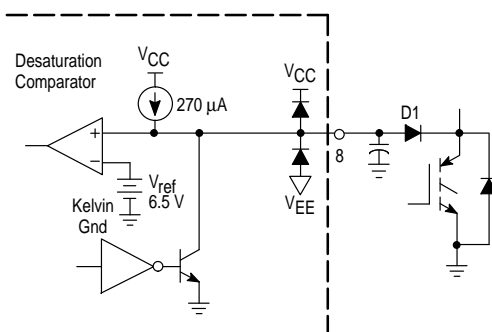 Desaturation
Comparator
VCC
270 µA
VCC
D1
8
Vref
6.5 V
VEE
Kelvin
Gnd
+
–